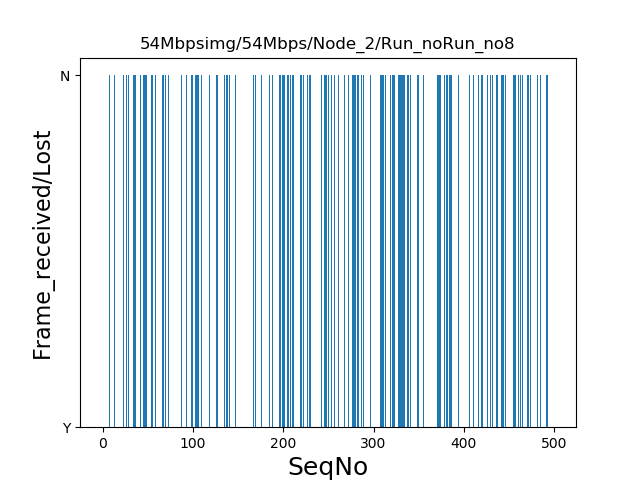 54Mbpsimg/54Mbps/Node_2/Run_noRun_no8
N
Frame_received/Lost
Y
0 100 200 300 400 500
SeqNo